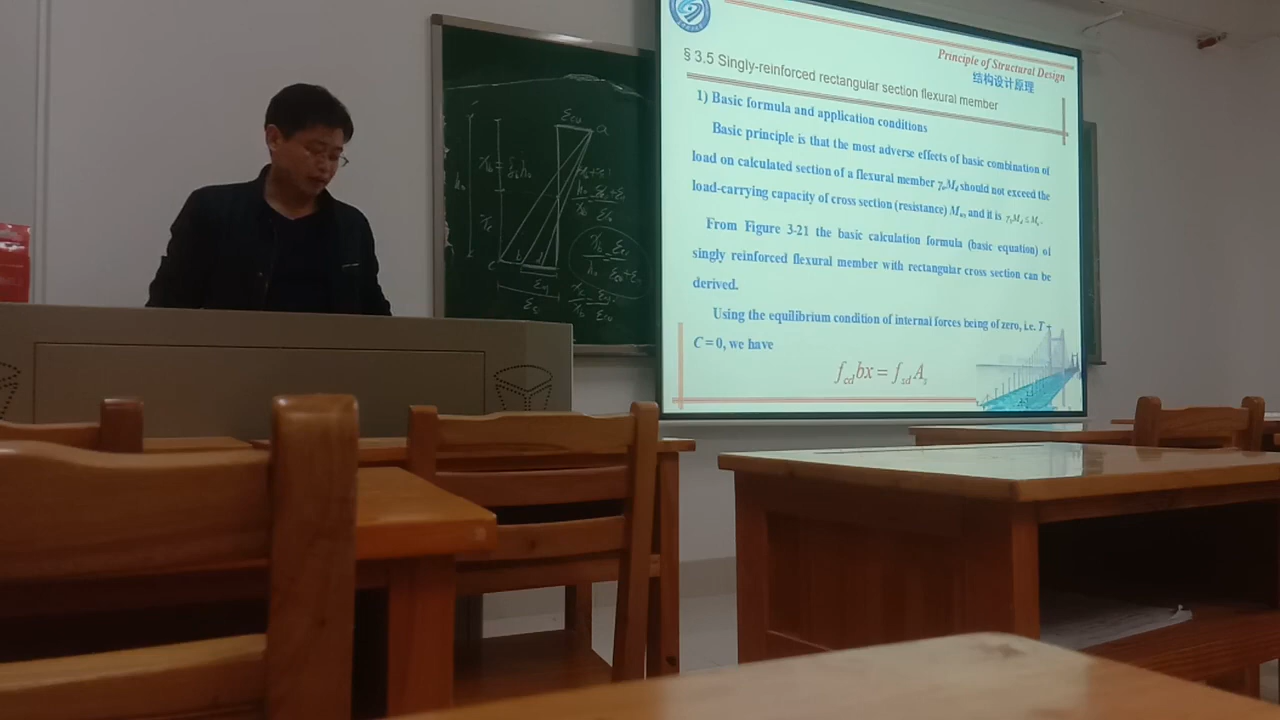 Principle of Structural Design
结构设计原理
§ 3.5 Singly-reinforced rectangular section flexural member
1) Basic formula and application conditions
Basic principle is that the most adverse effects of basic combination of
load on calculated section of a flexural member γ₀M_d should not exceed the
load-carrying capacity of cross section (resistance) M_u, and it is γ₀M_d ≤ M_u.
From Figure 3-21 the basic calculation formula (basic equation) of
singly reinforced flexural member with rectangular cross section can be
derived.
Using the equilibrium condition of internal forces being of zero, i.e. T -
C = 0, we have
f_cd bx = f_sd A_s
ε_cu
a
h₀
c
ε_y
ε_s